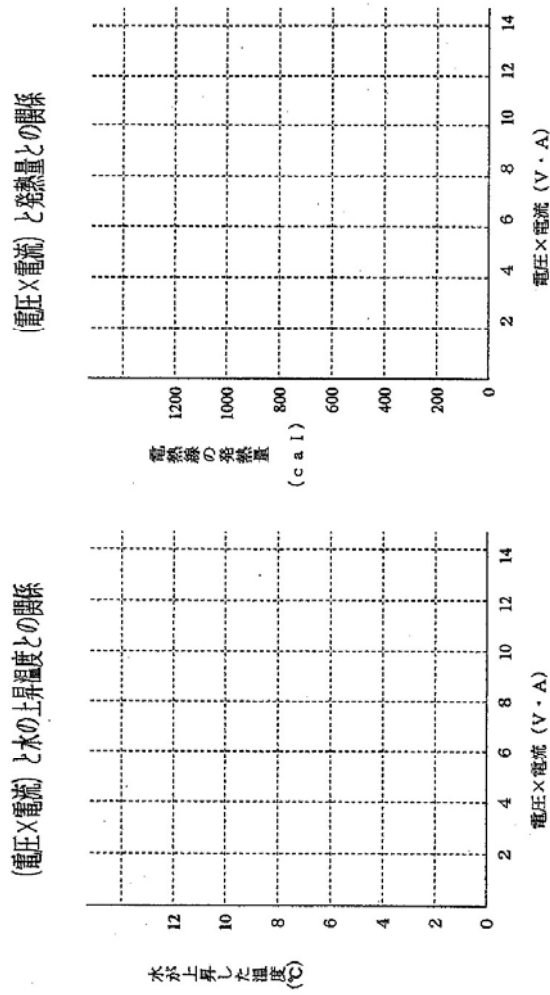 (電圧×電流)と水の上昇温度との関係
水が上昇した温度(℃)
12
10
8
6
4
2
0
2 4 6 8 10 12 14
電圧×電流 (V・A)
(電圧×電流)と発熱量との関係
電熱線の発熱量
(cal)
1200
1000
800
600
400
200
0
2 4 6 8 10 12 14
電圧×電流 (V・A)